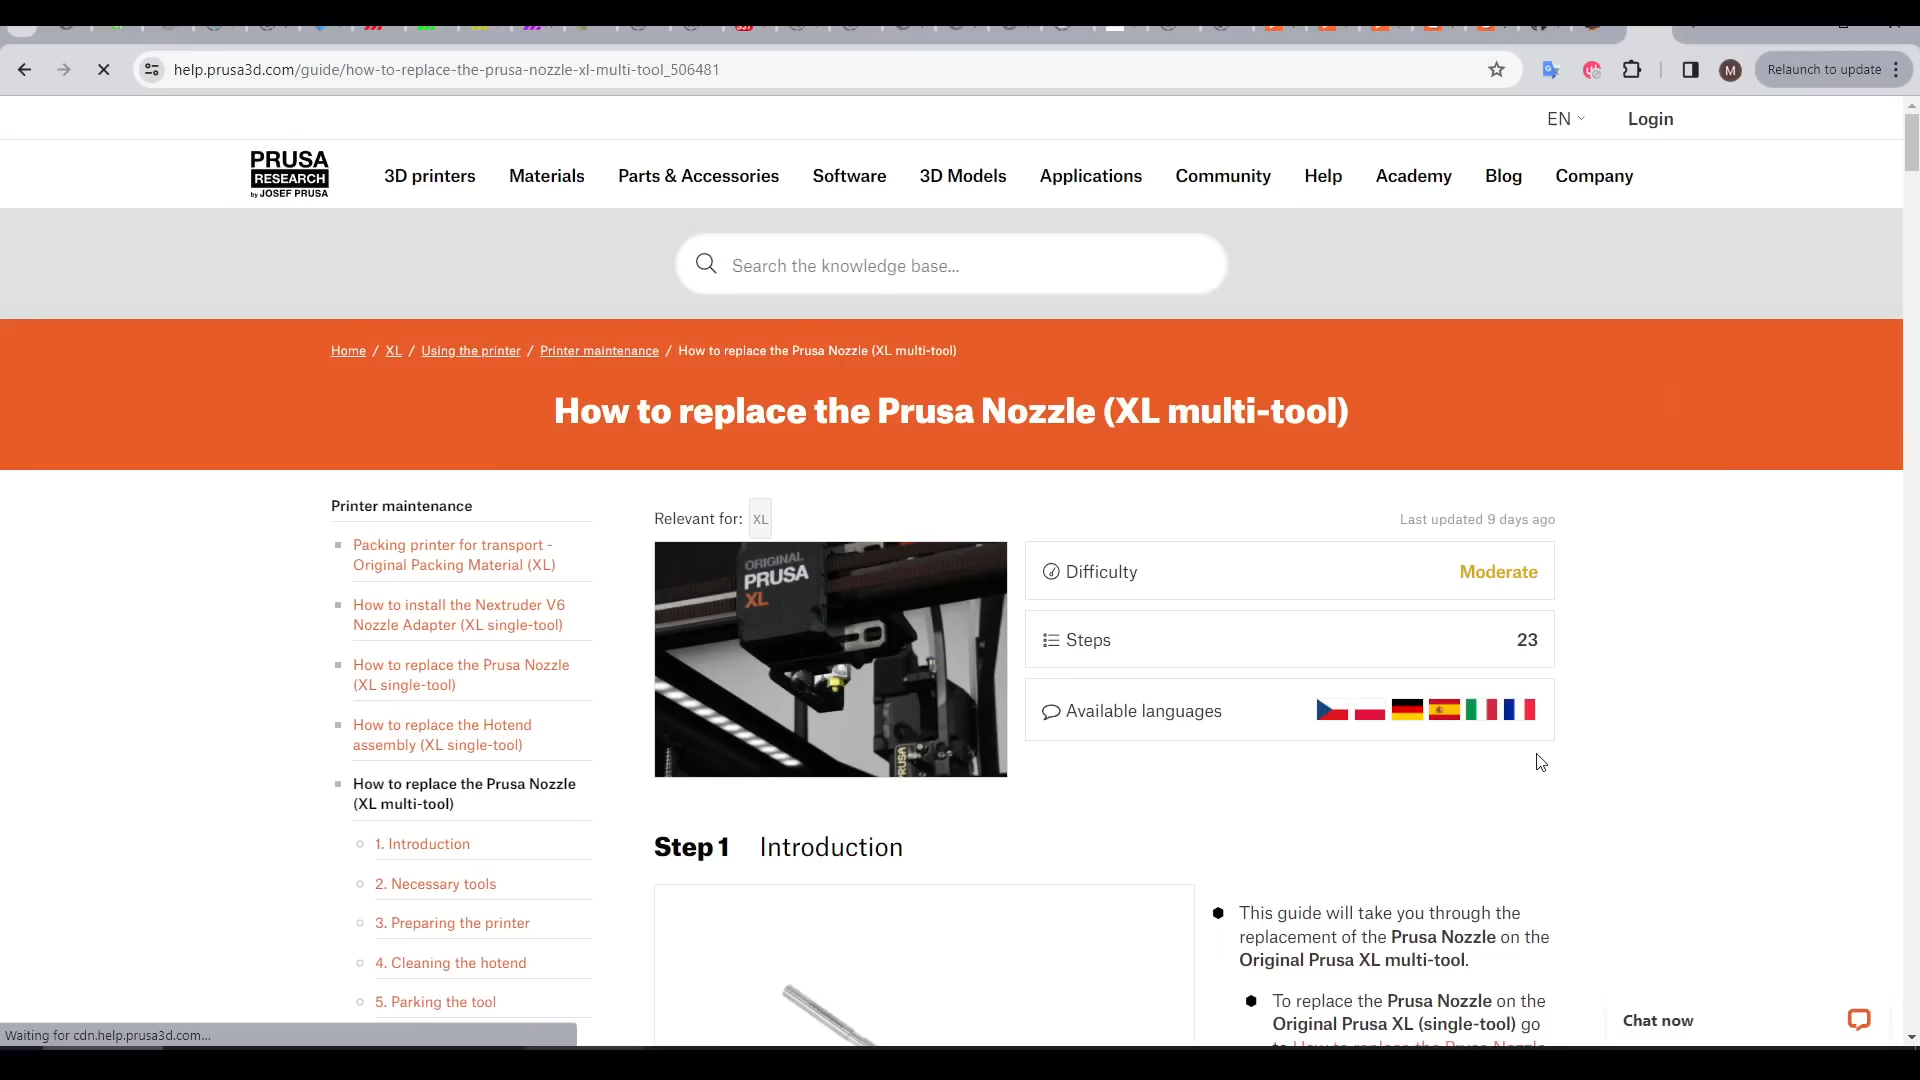 help.prusa3d.com/guide/how-to-replace-the-prusa-nozzle-xl-multi-tool_506481
M
Relaunch to update
EN
Login
PRUSA
RESEARCH
by JOSEF PRUSA
3D printers
Materials
Parts & Accessories
Software
3D Models
Applications
Community
Help
Academy
Blog
Company
Search the knowledge base...
Home / XL / Using the printer / Printer maintenance / How to replace the Prusa Nozzle (XL multi-tool)
How to replace the Prusa Nozzle (XL multi-tool)
Printer maintenance
Packing printer for transport -
Original Packing Material (XL)
How to install the Nextruder V6
Nozzle Adapter (XL single-tool)
How to replace the Prusa Nozzle
(XL single-tool)
How to replace the Hotend
assembly (XL single-tool)
How to replace the Prusa Nozzle
(XL multi-tool)
1. Introduction
2. Necessary tools
3. Preparing the printer
4. Cleaning the hotend
5. Parking the tool
Relevant for: XL
Last updated 9 days ago
ORIGINAL
PRUSA
XL
PRUSA
Difficulty
Moderate
Steps
23
Available languages
Step 1 Introduction
This guide will take you through the
replacement of the Prusa Nozzle on the
Original Prusa XL multi-tool.
To replace the Prusa Nozzle on the
Original Prusa XL (single-tool) go
to How to replace the Prusa Nozzle
Chat now
Waiting for cdn.help.prusa3d.com...